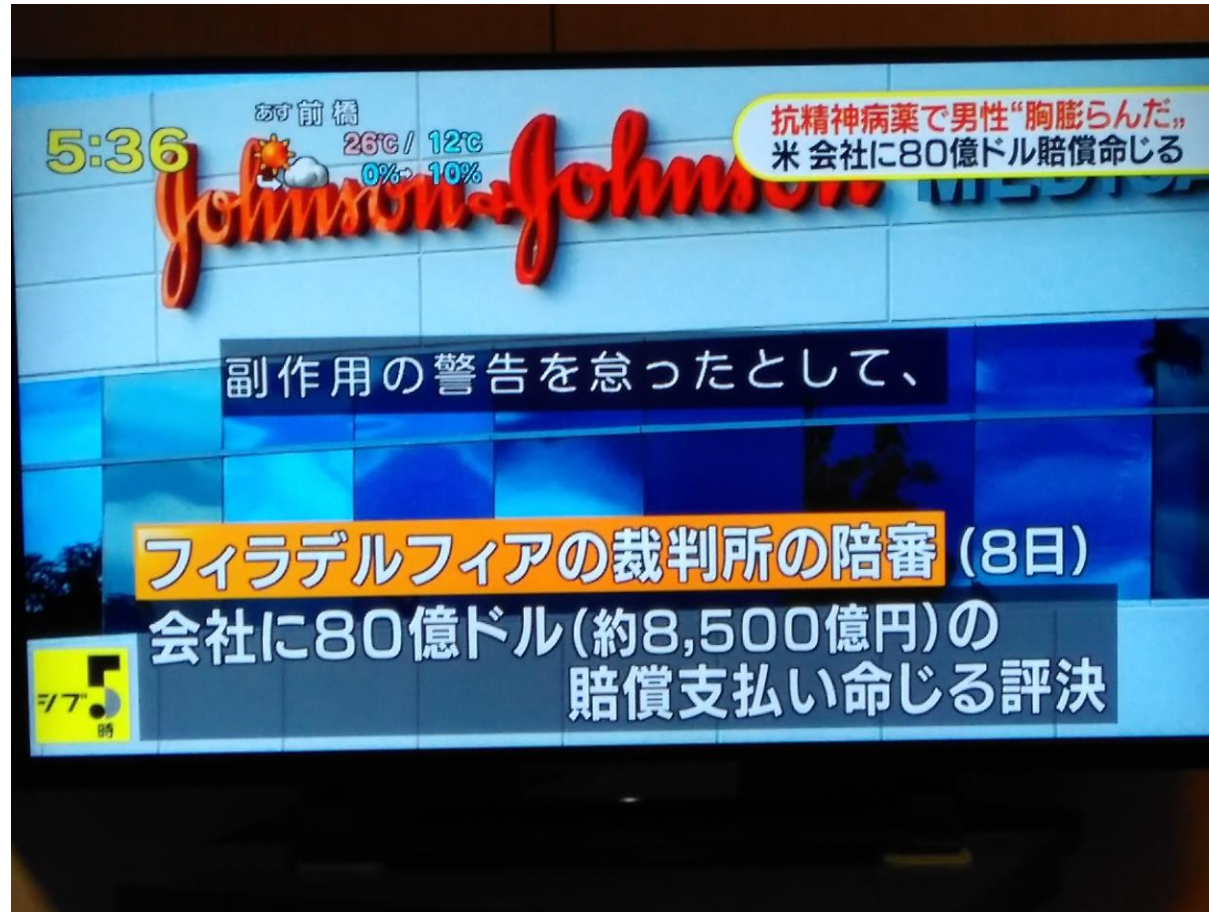 5:36
あす 前橋
26℃/ 12℃
0%→ 10%
抗精神病薬で男性“胸膨らんだ„
米 会社に80億ドル賠償命じる
Johnson & Johnson
副作用の警告を怠ったとして、
フィラデルフィアの裁判所の陪審 (8日)
会社に80億ドル(約8,500億円)の
賠償支払い命じる評決
シブ5時